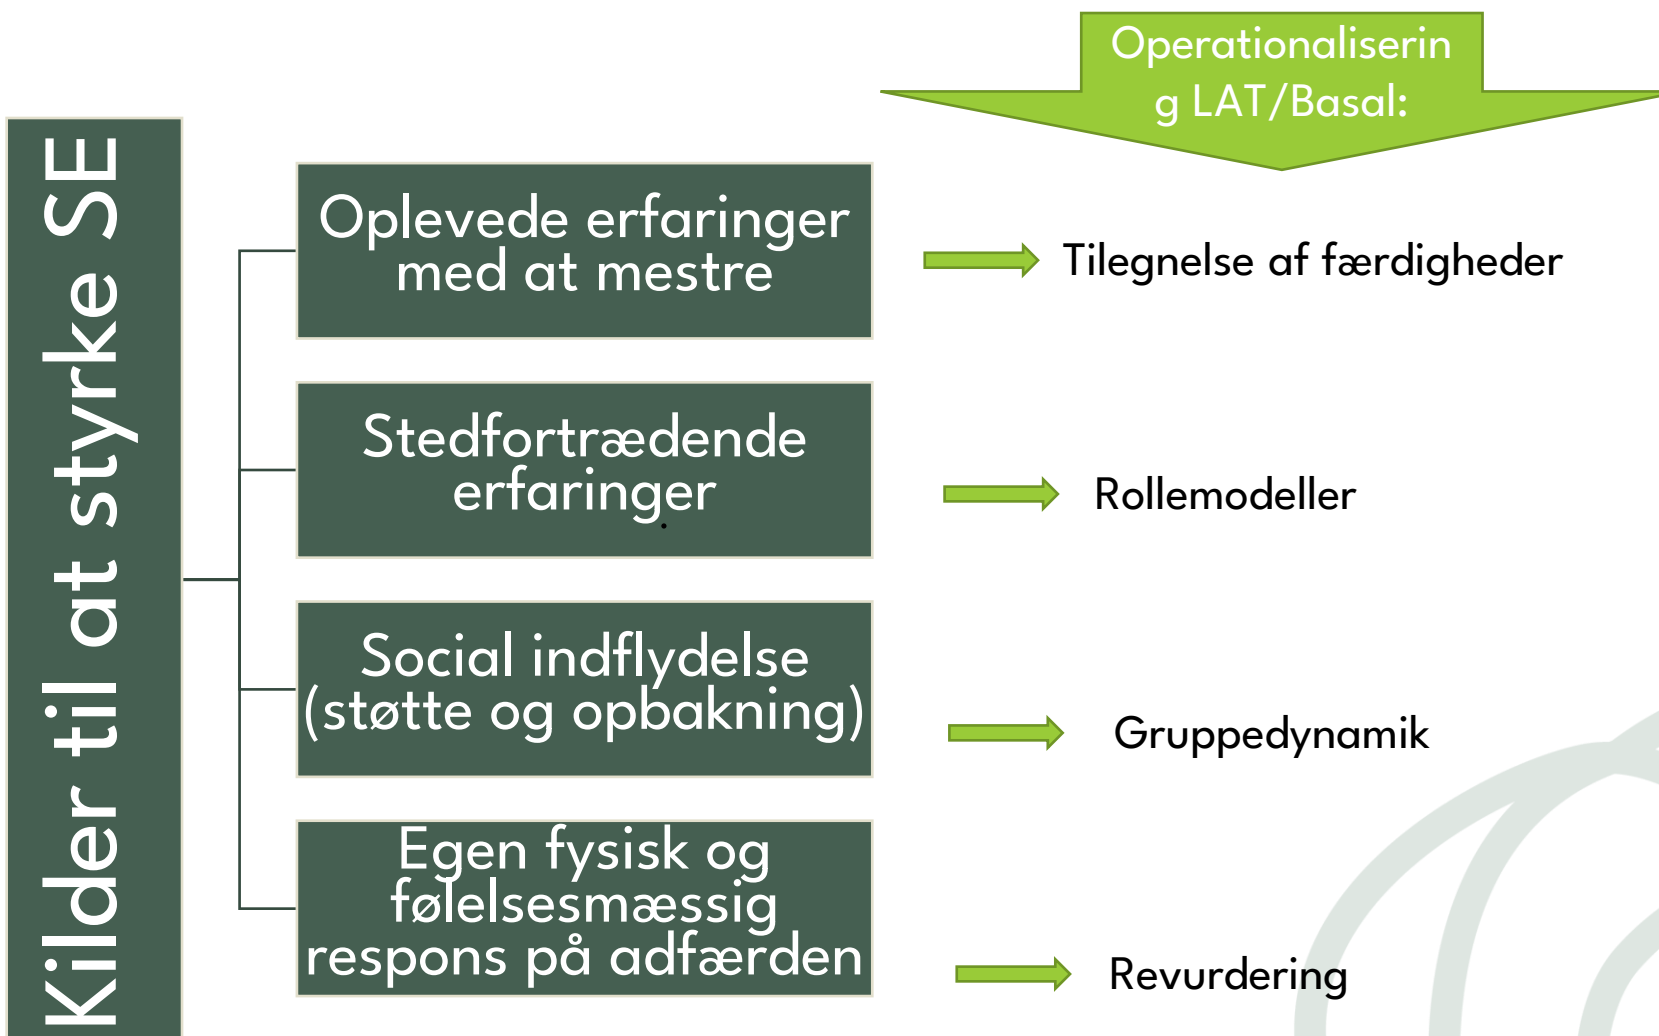 Operationaliserin
g LAT/Basal:
Kilder til at styrke SE
Oplevede erfaringer
med at mestre
Tilegnelse af færdigheder
Stedfortrædende
erfaringer
.
Rollemodeller
Social indflydelse
(støtte og opbakning)
Gruppedynamik
Egen fysisk og
følelsesmæssig
respons på adfærden
Revurdering